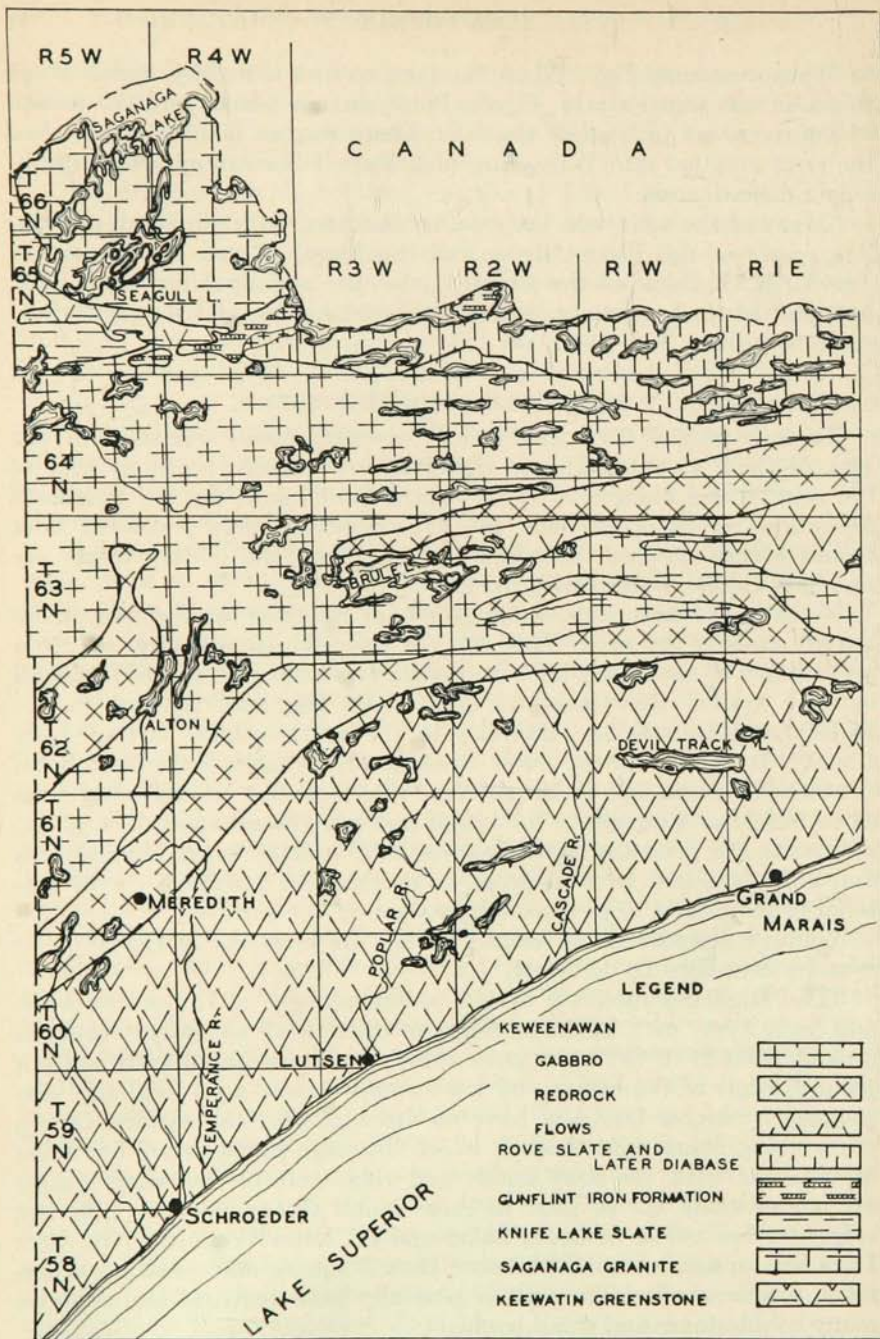 R5W R4W
SAGANAGA
LAKE
CANADA
T
66
N
T
65
N
R3W R2W R1W R1E
SEAGULL L.
T
64
N
T
63
N
BRULE L.
ALTON L.
T
62
N
DEVIL TRACK L.
T
61
N
MEREDITH
POPLAR R.
CASCADE R.
GRAND
MARAIS
T
60
N
TEMPERANCE R.
LUTSEN
T
59
N
SCHROEDER
T
58
N
LAKE SUPERIOR
LEGEND
KEWEENAWAN
GABBRO
REDROCK
FLOWS
ROVE SLATE AND
LATER DIABASE
GUNFLINT IRON FORMATION
KNIFE LAKE SLATE
SAGANAGA GRANITE
KEEWATIN GREENSTONE